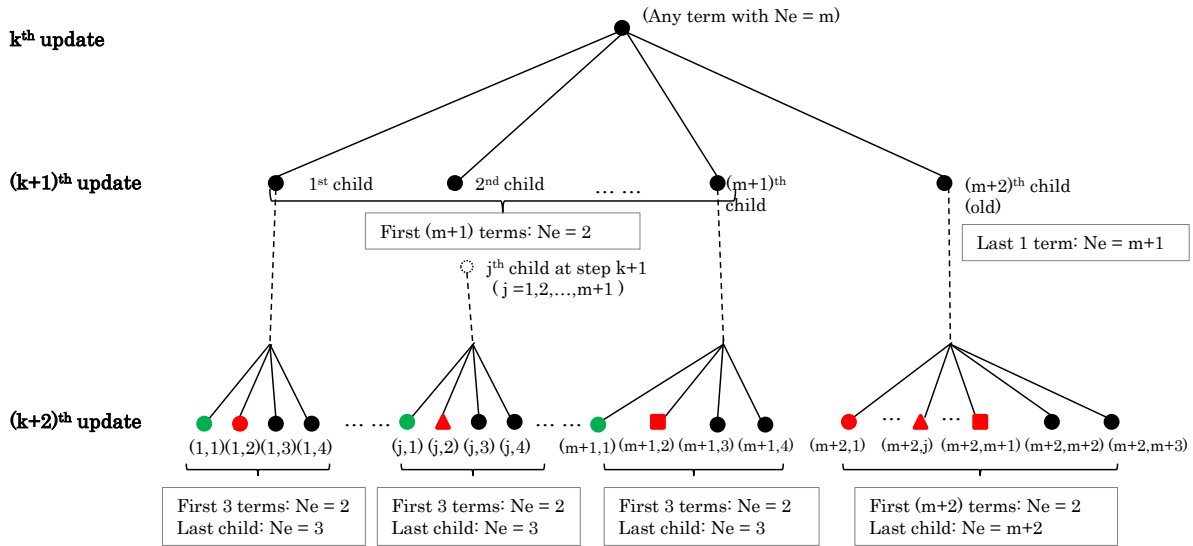 (Any term with Ne = m)
kth update
(k+1)th update
1st child
2nd child
... ...
(m+1)th
child
(m+2)th child
(old)
First (m+1) terms: Ne = 2
Last 1 term: Ne = m+1
jth child at step k+1
( j =1,2,...,m+1 )
(k+2)th update
... ...
... ...
...
...
(1,1) (1,2) (1,3) (1,4)
(j,1) (j,2) (j,3) (j,4)
(m+1,1) (m+1,2) (m+1,3) (m+1,4)
(m+2,1) (m+2,j) (m+2,m+1) (m+2,m+2) (m+2,m+3)
First 3 terms: Ne = 2
Last child: Ne = 3
First 3 terms: Ne = 2
Last child: Ne = 3
First 3 terms: Ne = 2
Last child: Ne = 3
First (m+2) terms: Ne = 2
Last child: Ne = m+2